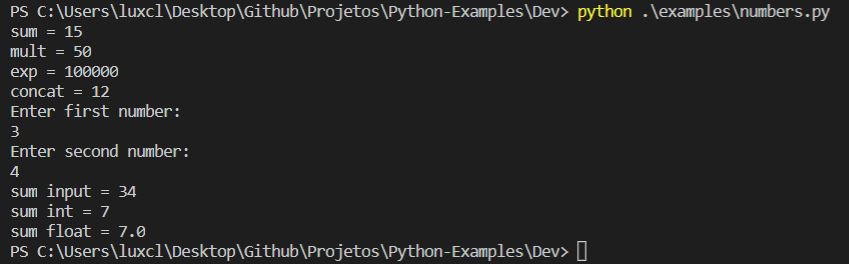 PS C:\Users\luxcl\Desktop\Github\Projetos\Python-Examples\Dev> python .\examples\numbers.py
sum = 15
mult = 50
exp = 100000
concat = 12
Enter first number:
3
Enter second number:
4
sum input = 34
sum int = 7
sum float = 7.0
PS C:\Users\luxcl\Desktop\Github\Projetos\Python-Examples\Dev>